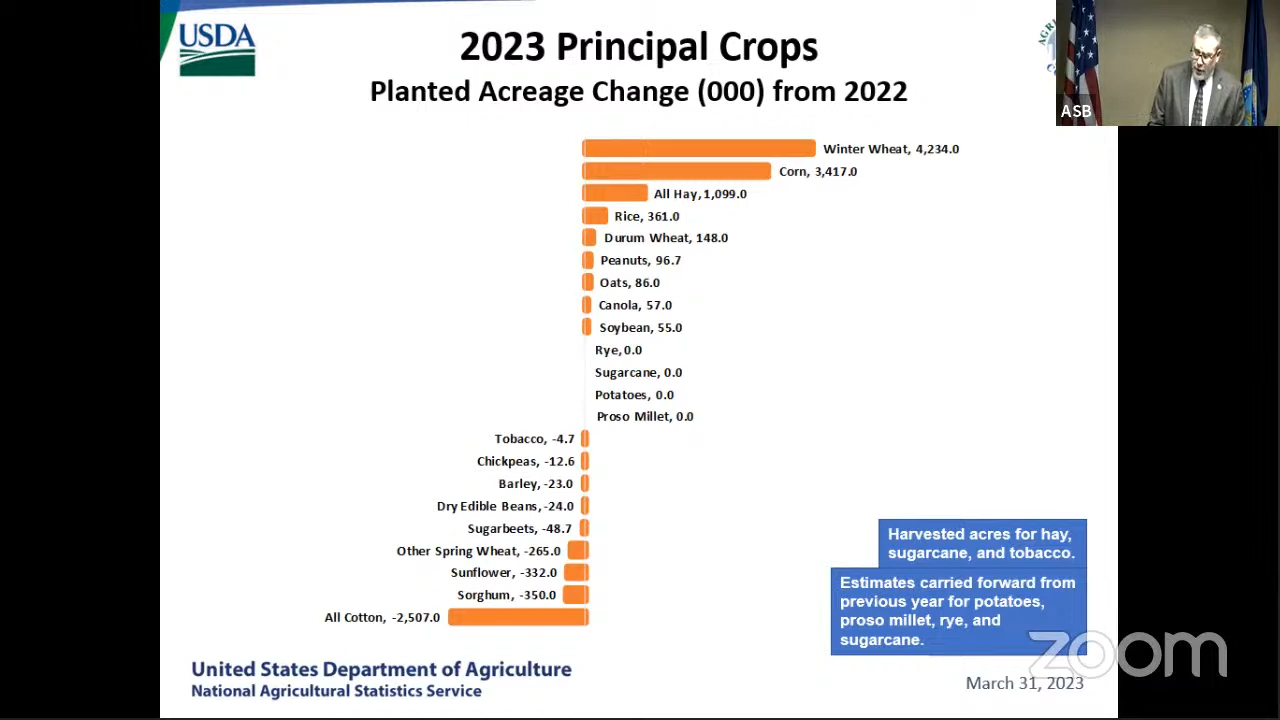 USDA
2023 Principal Crops
Planted Acreage Change (000) from 2022
AGRI
ASB
Winter Wheat, 4,234.0
Corn, 3,417.0
All Hay, 1,099.0
Rice, 361.0
Durum Wheat, 148.0
Peanuts, 96.7
Oats, 86.0
Canola, 57.0
Soybean, 55.0
Rye, 0.0
Sugarcane, 0.0
Potatoes, 0.0
Proso Millet, 0.0
Tobacco, -4.7
Chickpeas, -12.6
Barley, -23.0
Dry Edible Beans, -24.0
Sugarbeets, -48.7
Other Spring Wheat, -265.0
Sunflower, -332.0
Sorghum, -350.0
All Cotton, -2,507.0
Harvested acres for hay,
sugarcane, and tobacco.
Estimates carried forward from
previous year for potatoes,
proso millet, rye, and
sugarcane.
zoom
United States Department of Agriculture
National Agricultural Statistics Service
March 31, 2023